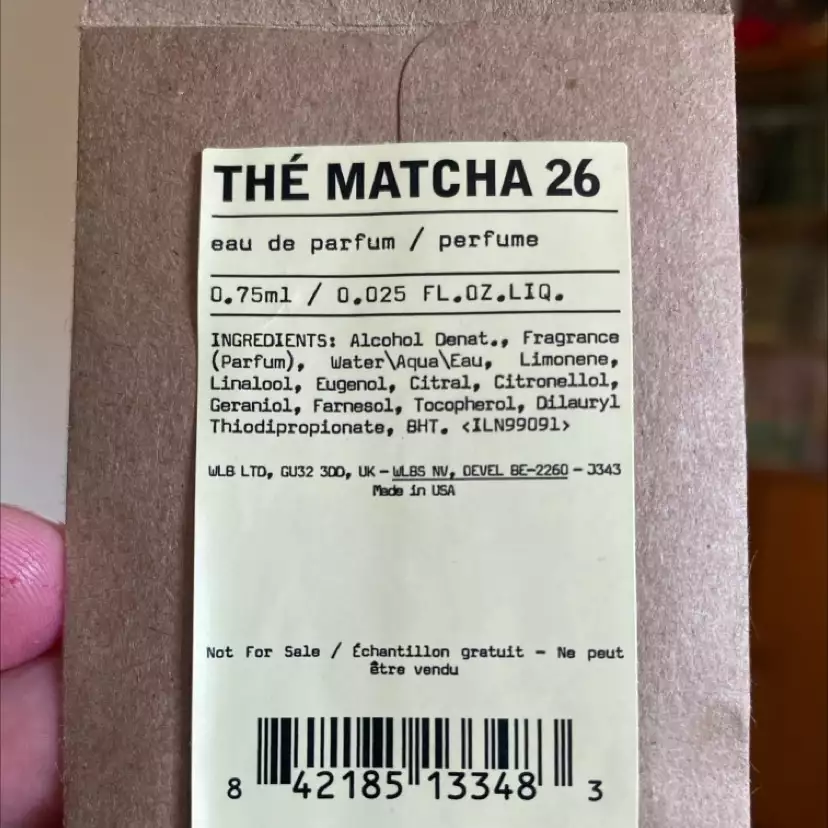 THÉ MATCHA 26
eau de parfum / perfume
0.75ml / 0.025 FL.OZ.LIQ.
INGREDIENTS: Alcohol Denat., Fragrance
(Parfum), Water\Aqua\Eau, Limonene,
Linalool, Eugenol, Citral, Citronellol,
Geraniol, Farnesol, Tocopherol, Dilauryl
Thiodipropionate, BHT. <ILN99091>
WLB LTD, GU32 3DD, UK – WLBS NV, DEVEL BE-2260 – J343
Made in USA
Not For Sale / Échantillon gratuit – Ne peut
être vendu
8 42185 13348 3